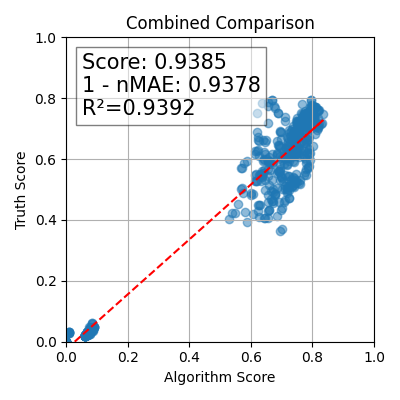 Combined Comparison
Score: 0.9385
1 - nMAE: 0.9378
R²=0.9392
1.0
0.8
0.6
0.4
0.2
0.0
Truth Score
0.0 0.2 0.4 0.6 0.8 1.0
Algorithm Score